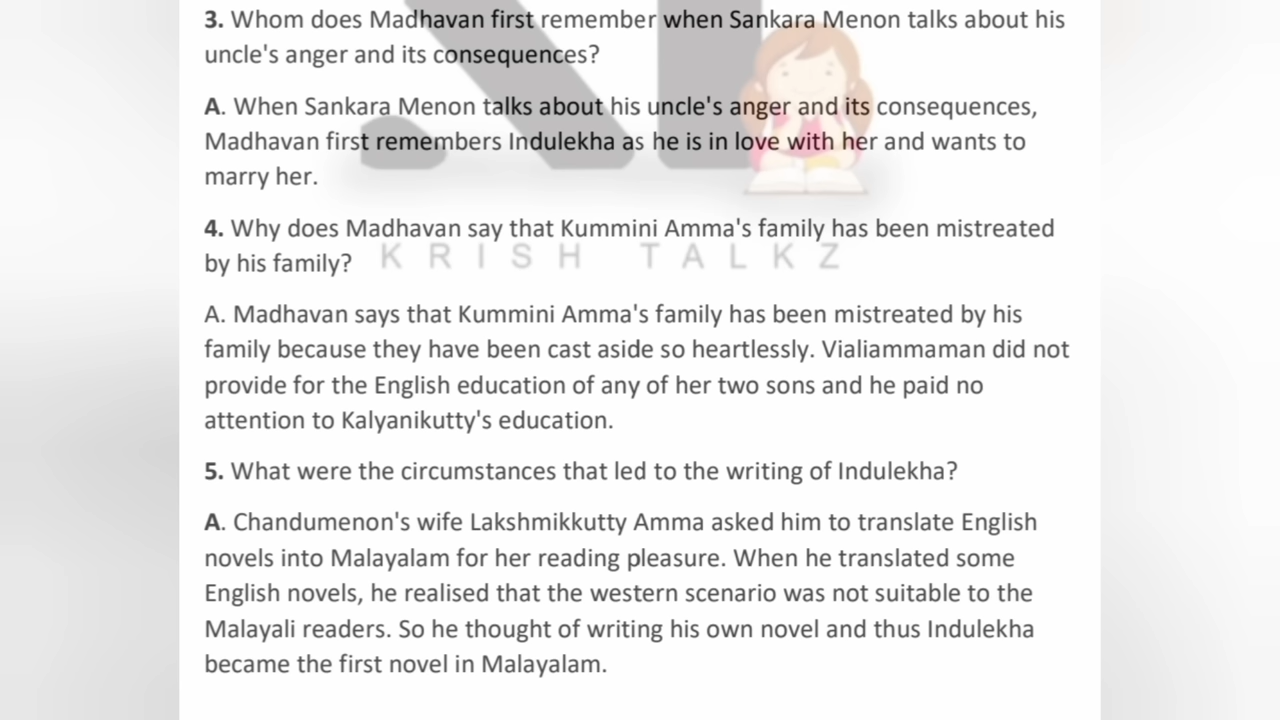 3. Whom does Madhavan first remember when Sankara Menon talks about his
uncle's anger and its consequences?
A. When Sankara Menon talks about his uncle's anger and its consequences,
Madhavan first remembers Indulekha as he is in love with her and wants to
marry her.
4. Why does Madhavan say that Kummini Amma's family has been mistreated
by his family?
KRISH TALKZ
A. Madhavan says that Kummini Amma's family has been mistreated by his
family because they have been cast aside so heartlessly. Vialiammaman did not
provide for the English education of any of her two sons and he paid no
attention to Kalyanikutty's education.
5. What were the circumstances that led to the writing of Indulekha?
A. Chandumenon's wife Lakshmikkutty Amma asked him to translate English
novels into Malayalam for her reading pleasure. When he translated some
English novels, he realised that the western scenario was not suitable to the
Malayali readers. So he thought of writing his own novel and thus Indulekha
became the first novel in Malayalam.